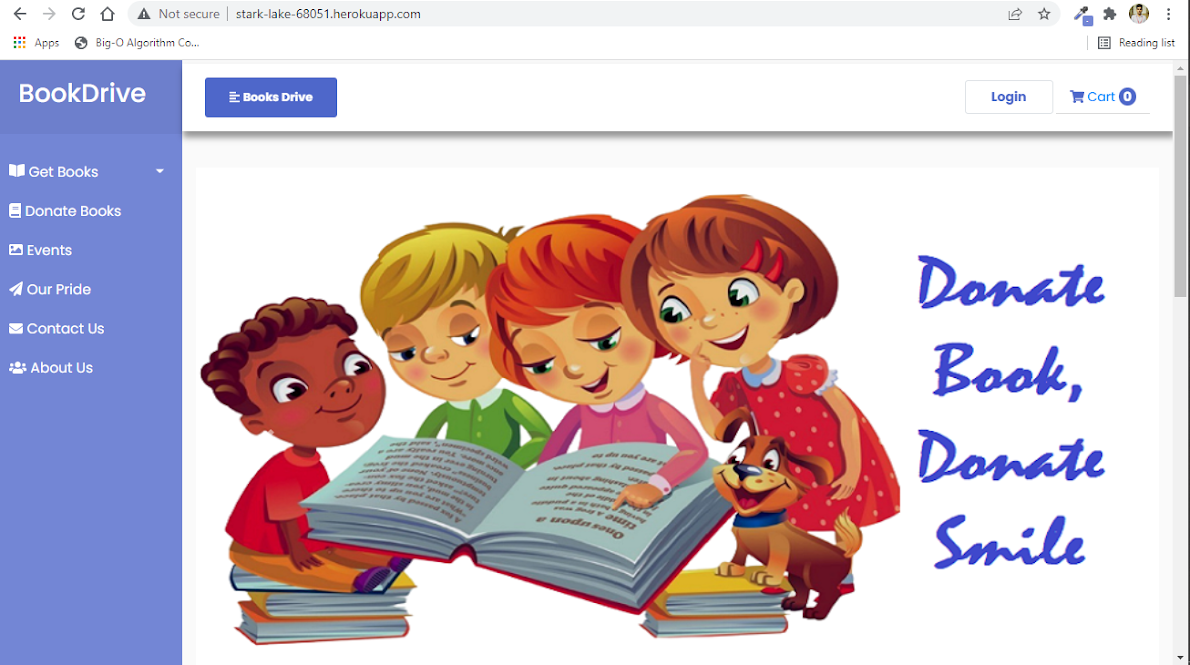 Not secure | stark-lake-68051.herokuapp.com
Apps Big-O Algorithm Co... Reading list
BookDrive
Books Drive
Login
Cart 0
Get Books
Donate Books
Events
Our Pride
Contact Us
About Us
Donate
Book,
Donate
Smile
Ones upon a
time